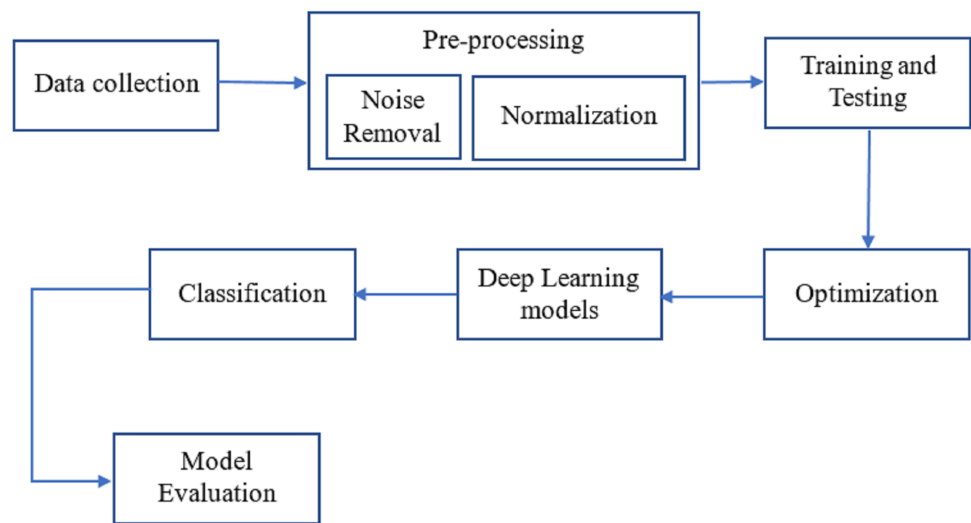 Data collection
Pre-processing
Noise
Removal
Normalization
Training and
Testing
Optimization
Deep Learning
models
Classification
Model
Evaluation